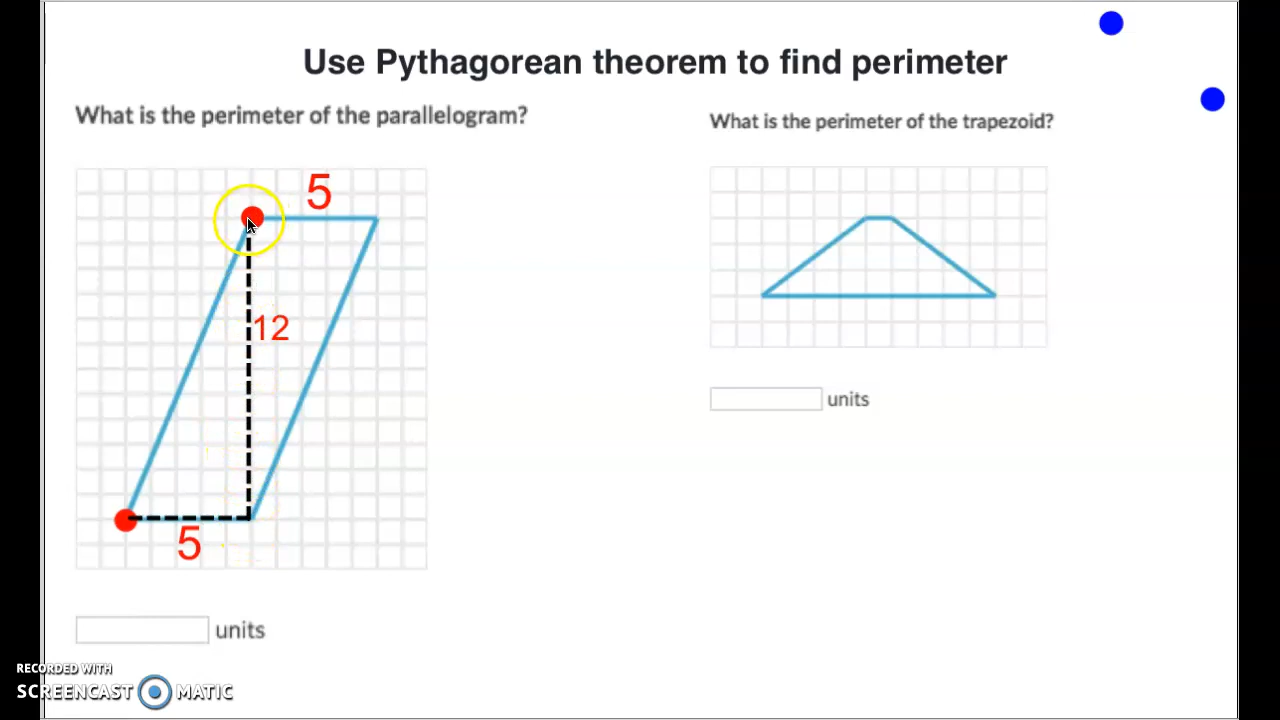 Use Pythagorean theorem to find perimeter
What is the perimeter of the parallelogram?
5
12
5
units
What is the perimeter of the trapezoid?
units
RECORDED WITH
SCREENCAST MATIC